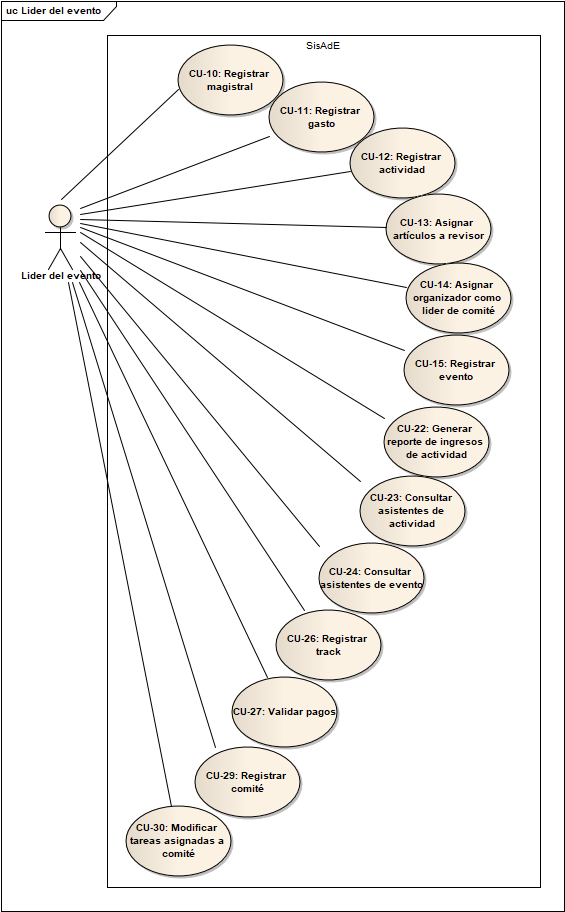 uc Lider del evento
SisAdE
CU-10: Registrar
magistral
CU-11: Registrar
gasto
CU-12: Registrar
actividad
CU-13: Asignar
artículos a revisor
CU-14: Asignar
organizador como
lider de comité
CU-15: Registrar
evento
CU-22: Generar
reporte de ingresos
de actividad
CU-23: Consultar
asistentes de
actividad
CU-24: Consultar
asistentes de evento
CU-26: Registrar
track
CU-27: Validar pagos
CU-29: Registrar
comité
CU-30: Modificar
tareas asignadas a
comité
Lider del evento